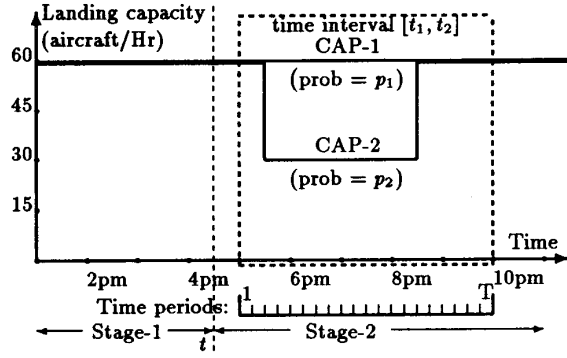 Landing capacity
(aircraft/Hr)
time interval [t₁, t₂]
CAP-1
60
(prob = p₁)
45
CAP-2
30
(prob = p₂)
15
Time
2pm 4pm 6pm 8pm 10pm
Time periods: 1 T
Stage-1 t Stage-2